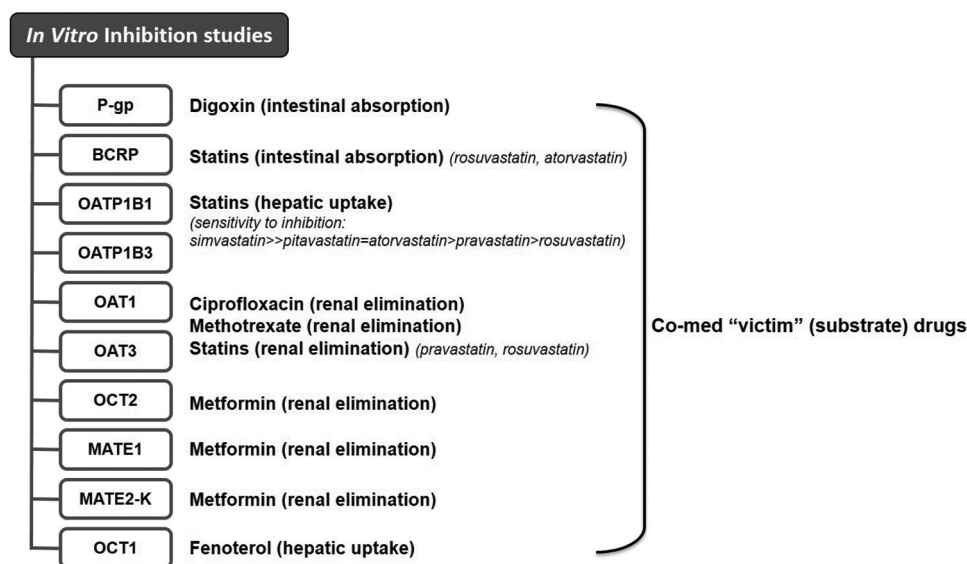 In Vitro Inhibition studies
P-gp Digoxin (intestinal absorption)
BCRP Statins (intestinal absorption) (rosuvastatin, atorvastatin)
OATP1B1 Statins (hepatic uptake)
(sensitivity to inhibition:
simvastatin>>pitavastatin=atorvastatin>pravastatin>rosuvastatin)
OATP1B3
OAT1 Ciprofloxacin (renal elimination)
Methotrexate (renal elimination)
OAT3 Statins (renal elimination) (pravastatin, rosuvastatin)
OCT2 Metformin (renal elimination)
MATE1 Metformin (renal elimination)
MATE2-K Metformin (renal elimination)
OCT1 Fenoterol (hepatic uptake)
Co-med “victim” (substrate) drugs